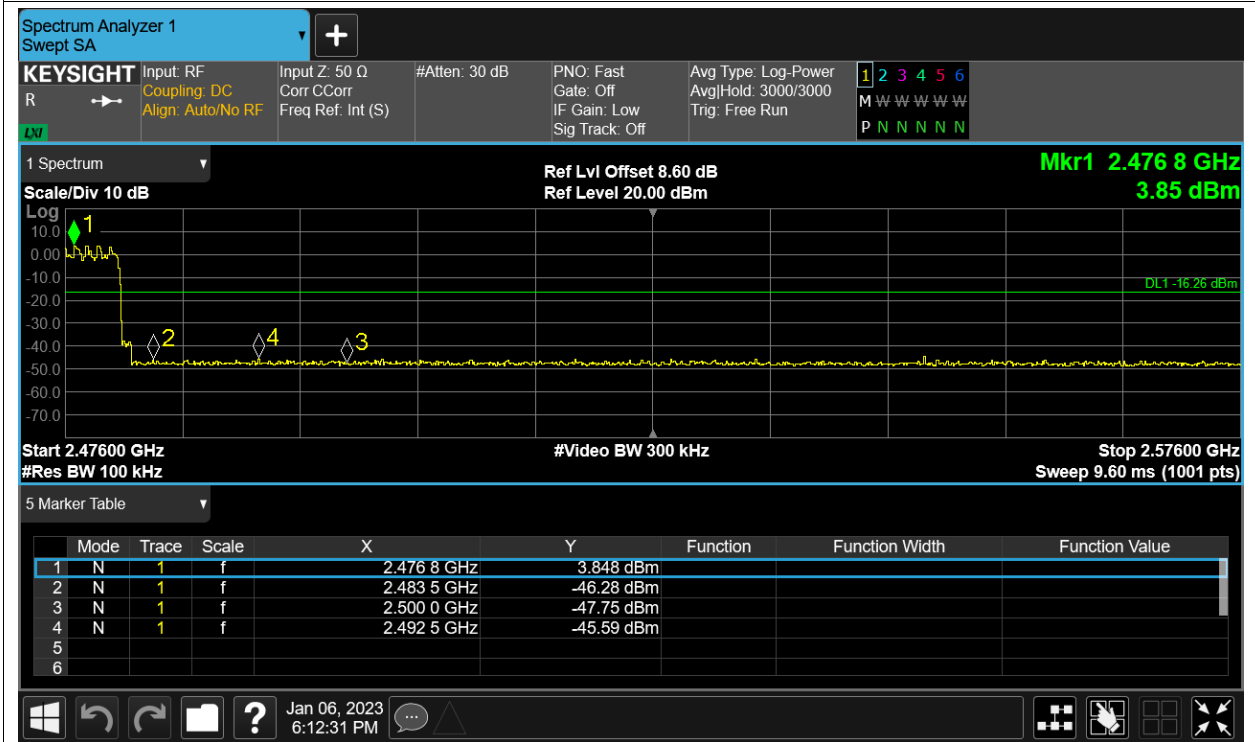 Spectrum Analyzer 1
Swept SA
+
KEYSIGHT
R
LXI
Input: RF
Coupling: DC
Align: Auto/No RF
Input Z: 50 Ω
Corr CCorr
Freq Ref: Int (S)
#Atten: 30 dB
PNO: Fast
Gate: Off
IF Gain: Low
Sig Track: Off
Avg Type: Log-Power
Avg|Hold: 3000/3000
Trig: Free Run
1 2 3 4 5 6
M W W W W W
P N N N N N
1 Spectrum
Scale/Div 10 dB
Ref Lvl Offset 8.60 dB
Ref Level 20.00 dBm
Mkr1 2.476 8 GHz
3.85 dBm
Log
10.0
0.00
-10.0
-20.0
-30.0
-40.0
-50.0
-60.0
-70.0
1
2
4
3
DL1 -16.26 dBm
Start 2.47600 GHz
#Res BW 100 kHz
#Video BW 300 kHz
Stop 2.57600 GHz
Sweep 9.60 ms (1001 pts)
5 Marker Table
Mode Trace Scale X Y Function Function Width Function Value
1 N 1 f 2.476 8 GHz 3.848 dBm
2 N 1 f 2.483 5 GHz -46.28 dBm
3 N 1 f 2.500 0 GHz -47.75 dBm
4 N 1 f 2.492 5 GHz -45.59 dBm
5
6
?
Jan 06, 2023
6:12:31 PM